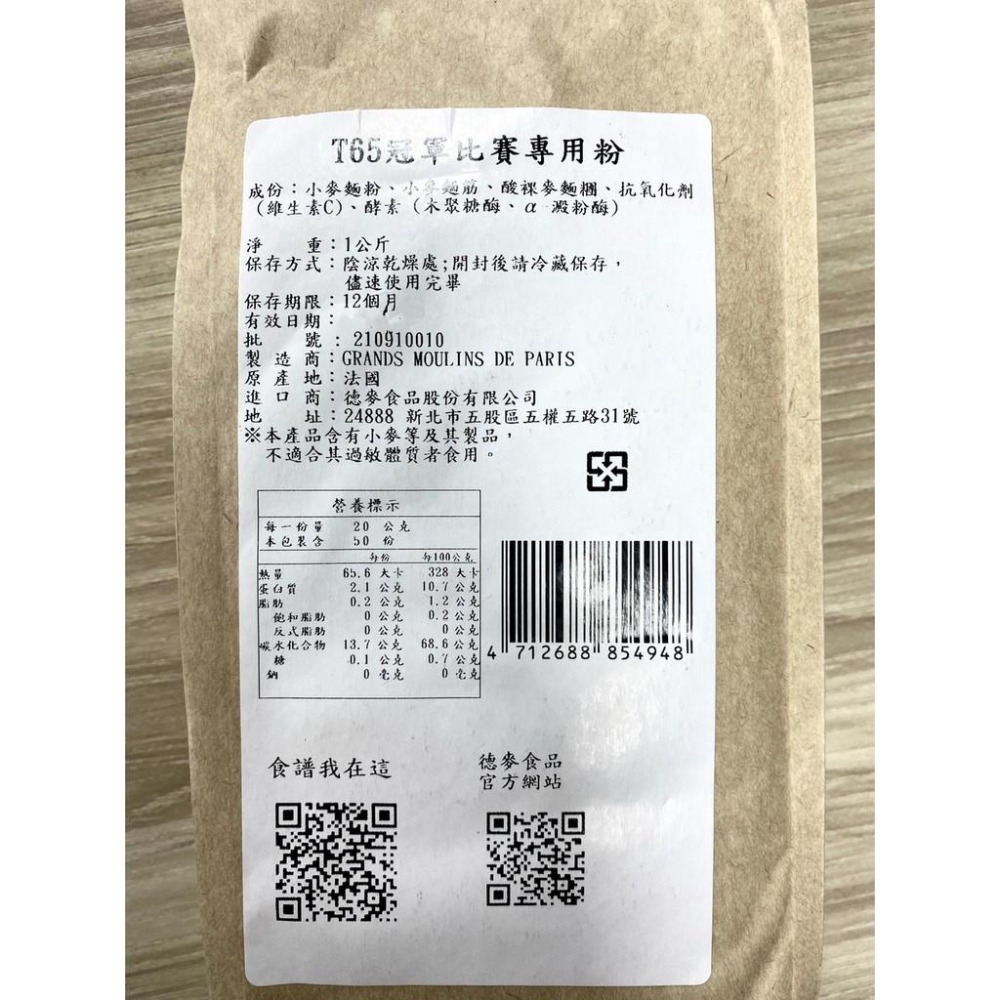 T65冠軍比賽專用粉
成份：小麥麵粉、小麥麵筋、酸裸麥麵糰、抗氧化劑
(維生素C)、酵素 (木聚糖酶、α-澱粉酶)
淨 重：1公斤
保存方式：陰涼乾燥處;開封後請冷藏保存，
儘速使用完畢
保存期限：12個月
有效日期：
批 號：210910010
製 造 商：GRANDS MOULINS DE PARIS
原 產 地：法國
進 口 商：德麥食品股份有限公司
地 址：24888 新北市五股區五權五路31號
※本產品含有小麥等及其製品，
不適合其過敏體質者食用。
營養標示
每一份量 20 公克
本包裝含 50 份
每份 每100公克
熱量 65.6 大卡 328 大卡
蛋白質 2.1 公克 10.7 公克
脂肪 0.2 公克 1.2 公克
飽和脂肪 0 公克 0.2 公克
反式脂肪 0 公克 0 公克
碳水化合物 13.7 公克 68.6 公克
糖 0.1 公克 0.7 公克
鈉 0 毫克 0 毫克
4 712688 854948
食譜我在這
德麥食品
官方網站